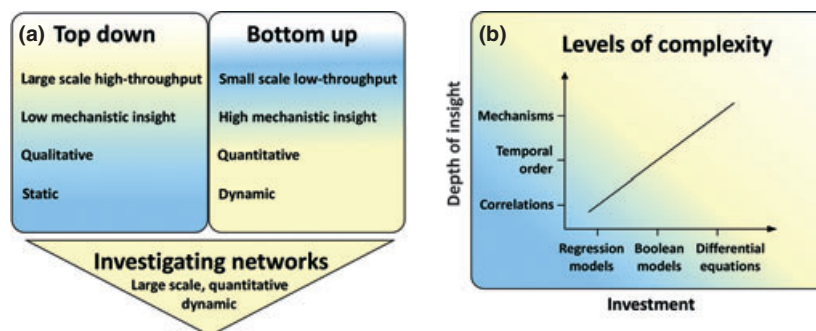 (a) Top down
Large scale high-throughput
Low mechanistic insight
Qualitative
Static
Bottom up
Small scale low-throughput
High mechanistic insight
Quantitative
Dynamic
Investigating networks
Large scale, quantitative
dynamic
(b) Levels of complexity
Depth of insight
Mechanisms
Temporal
order
Correlations
Regression
models
Boolean
models
Differential
equations
Investment